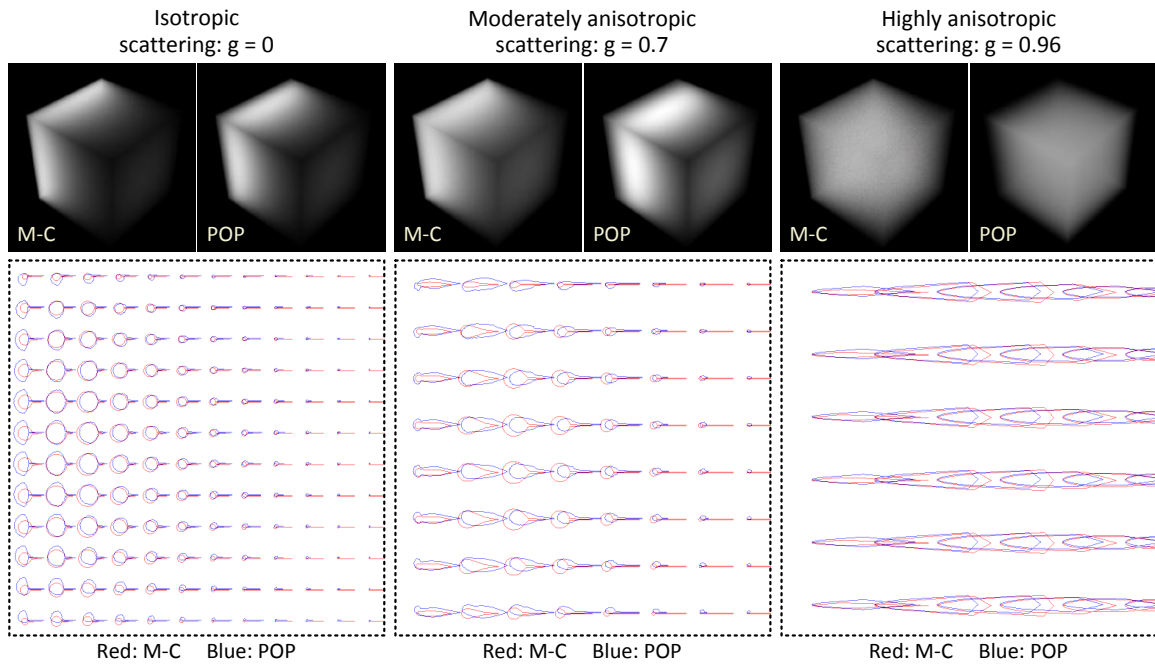 Isotropic
scattering: g = 0
Moderately anisotropic
scattering: g = 0.7
Highly anisotropic
scattering: g = 0.96
M-C
POP
M-C
POP
M-C
POP
Red: M-C Blue: POP
Red: M-C Blue: POP
Red: M-C Blue: POP